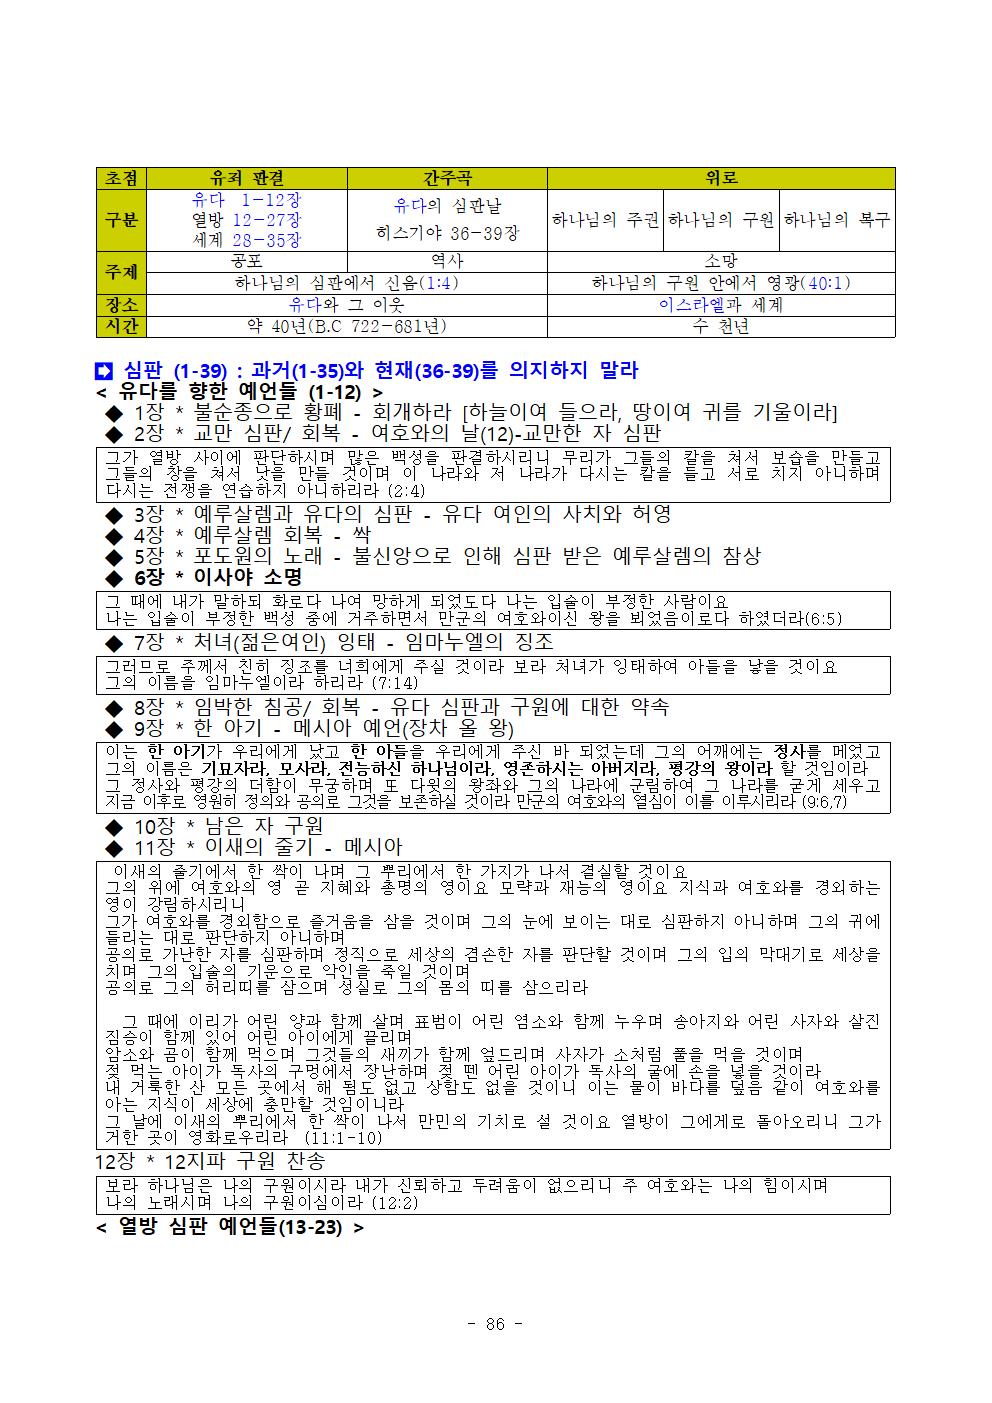 초점 유죄 판결 간주곡 위로
구분 유다 1-12장 열방 12-27장 세계 28-35장 유다의 심판날 히스기야 36-39장 하나님의 주권 하나님의 구원 하나님의 복구
주제 공포 역사 소망
하나님의 심판에서 신음(1:4) 하나님의 구원 안에서 영광(40:1)
장소 유다와 그 이웃 이스라엘과 세계
시간 약 40년(B.C 722-681년) 수 천년
➡ 심판 (1-39) : 과거(1-35)와 현재(36-39)를 의지하지 말라
< 유다를 향한 예언들 (1-12) >
◆ 1장 * 불순종으로 황폐 - 회개하라 [하늘이여 들으라, 땅이여 귀를 기울이라]
◆ 2장 * 교만 심판/ 회복 - 여호와의 날(12)-교만한 자 심판
그가 열방 사이에 판단하시며 많은 백성을 판결하시리니 무리가 그들의 칼을 쳐서 보습을 만들고
그들의 창을 쳐서 낫을 만들 것이며 이 나라와 저 나라가 다시는 칼을 들고 서로 치지 아니하며
다시는 전쟁을 연습하지 아니하리라 (2:4)
◆ 3장 * 예루살렘과 유다의 심판 - 유다 여인의 사치와 허영
◆ 4장 * 예루살렘 회복 - 싹
◆ 5장 * 포도원의 노래 - 불신앙으로 인해 심판 받은 예루살렘의 참상
◆ 6장 * 이사야 소명
그 때에 내가 말하되 화로다 나여 망하게 되었도다 나는 입술이 부정한 사람이요
나는 입술이 부정한 백성 중에 거주하면서 만군의 여호와이신 왕을 뵈었음이로다 하였더라(6:5)
◆ 7장 * 처녀(젊은여인) 잉태 - 임마누엘의 징조
그러므로 주께서 친히 징조를 너희에게 주실 것이라 보라 처녀가 잉태하여 아들을 낳을 것이요
그의 이름을 임마누엘이라 하리라 (7:14)
◆ 8장 * 임박한 침공/ 회복 - 유다 심판과 구원에 대한 약속
◆ 9장 * 한 아기 - 메시아 예언(장차 올 왕)
이는 한 아기가 우리에게 났고 한 아들을 우리에게 주신 바 되었는데 그의 어깨에는 정사를 메었고
그의 이름은 기묘자라, 모사라, 전능하신 하나님이라, 영존하시는 아버지라, 평강의 왕이라 할 것임이라
그 정사와 평강의 더함이 무궁하며 또 다윗의 왕좌와 그의 나라에 군림하여 그 나라를 굳게 세우고
지금 이후로 영원히 정의와 공의로 그것을 보존하실 것이라 만군의 여호와의 열심이 이를 이루시리라 (9:6,7)
◆ 10장 * 남은 자 구원
◆ 11장 * 이새의 줄기 - 메시아
이새의 줄기에서 한 싹이 나며 그 뿌리에서 한 가지가 나서 결실할 것이요
그의 위에 여호와의 영 곧 지혜와 총명의 영이요 모략과 재능의 영이요 지식과 여호와를 경외하는
영이 강림하시리니
그가 여호와를 경외함으로 즐거움을 삼을 것이며 그의 눈에 보이는 대로 심판하지 아니하며 그의 귀에
들리는 대로 판단하지 아니하며
공의로 가난한 자를 심판하며 정직으로 세상의 겸손한 자를 판단할 것이며 그의 입의 막대기로 세상을
치며 그의 입술의 기운으로 악인을 죽일 것이며
공의로 그의 허리띠를 삼으며 성실로 그의 몸의 띠를 삼으리라
그 때에 이리가 어린 양과 함께 살며 표범이 어린 염소와 함께 누우며 송아지와 어린 사자와 살진
짐승이 함께 있어 어린 아이에게 끌리며
암소와 곰이 함께 먹으며 그것들의 새끼가 함께 엎드리며 사자가 소처럼 풀을 먹을 것이며
젖 먹는 아이가 독사의 구멍에서 장난하며 젖 뗀 어린 아이가 독사의 굴에 손을 넣을 것이라
내 거룩한 산 모든 곳에서 해 됨도 없고 상함도 없을 것이니 이는 물이 바다를 덮음 같이 여호와를
아는 지식이 세상에 충만할 것임이니라
그 날에 이새의 뿌리에서 한 싹이 나서 만민의 기치로 설 것이요 열방이 그에게로 돌아오리니 그가
거한 곳이 영화로우리라 (11:1-10)
12장 * 12지파 구원 찬송
보라 하나님은 나의 구원이시라 내가 신뢰하고 두려움이 없으리니 주 여호와는 나의 힘이시며
나의 노래시며 나의 구원이심이라 (12:2)
< 열방 심판 예언들(13-23) >
- 86 -